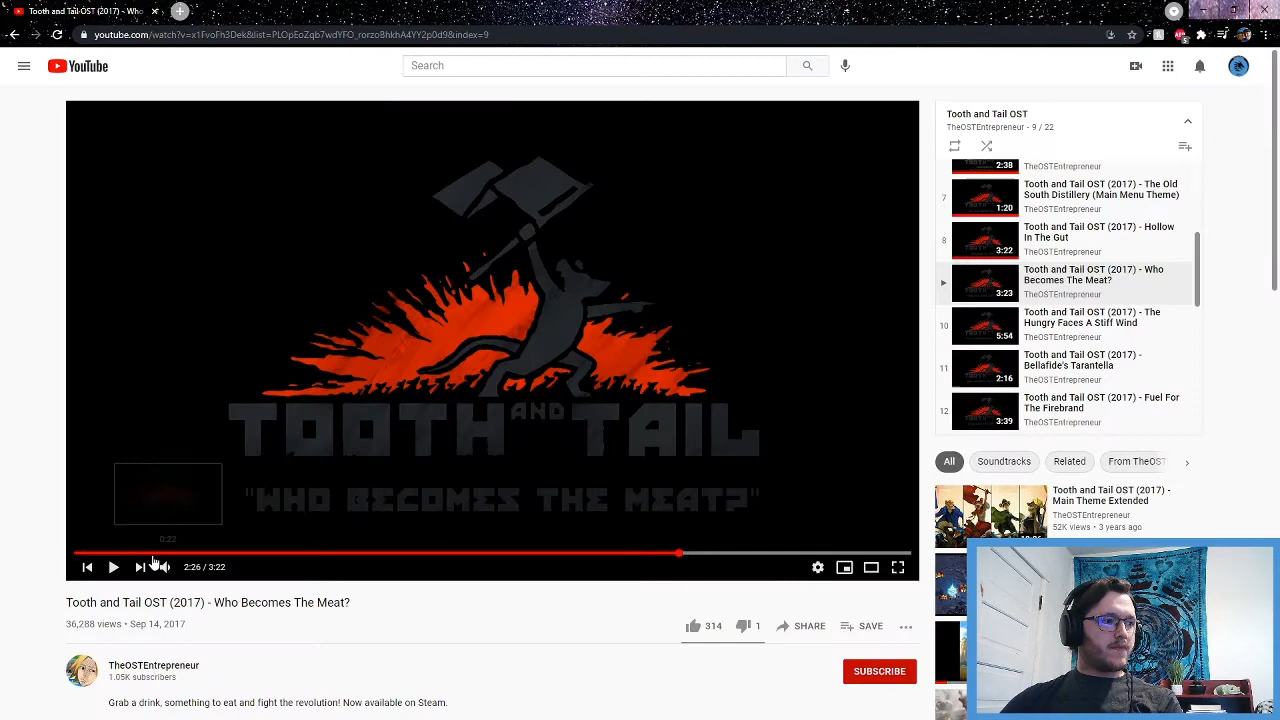 Tooth and Tail OST (2017) - Who
youtube.com/watch?v=x1FvoFh3Dek&list=PLOpEoZqb7wdYFO_rorzoBhkhA4YY2p0d9&index=9
YouTube
Search
TOOTH AND TAIL
"WHO BECOMES THE MEAT?"
0:22
2:26 / 3:22
Tooth and Tail OST (2017) - Who Becomes The Meat?
36,288 views • Sep 14, 2017
314
1
SHARE
SAVE
TheOSTEntrepreneur
1.05K subscribers
SUBSCRIBE
Grab a drink, something to eat and fight the revolution! Now available on Steam.
Tooth and Tail OST
TheOSTEntrepreneur - 9 / 22
2:38
TheOSTEntrepreneur
7
1:20
Tooth and Tail OST (2017) - The Old
South Distillery (Main Menu Theme)
TheOSTEntrepreneur
8
3:22
Tooth and Tail OST (2017) - Hollow
In The Gut
TheOSTEntrepreneur
3:23
Tooth and Tail OST (2017) - Who
Becomes The Meat?
TheOSTEntrepreneur
10
5:54
Tooth and Tail OST (2017) - The
Hungry Faces A Stiff Wind
TheOSTEntrepreneur
11
2:16
Tooth and Tail OST (2017) -
Bellafide's Tarantella
TheOSTEntrepreneur
12
3:39
Tooth and Tail OST (2017) - Fuel For
The Firebrand
TheOSTEntrepreneur
All
Soundtracks
Related
From TheOST
Tooth and Tail OST (2017) -
Main Theme Extended
TheOSTEntrepreneur
52K views • 3 years ago